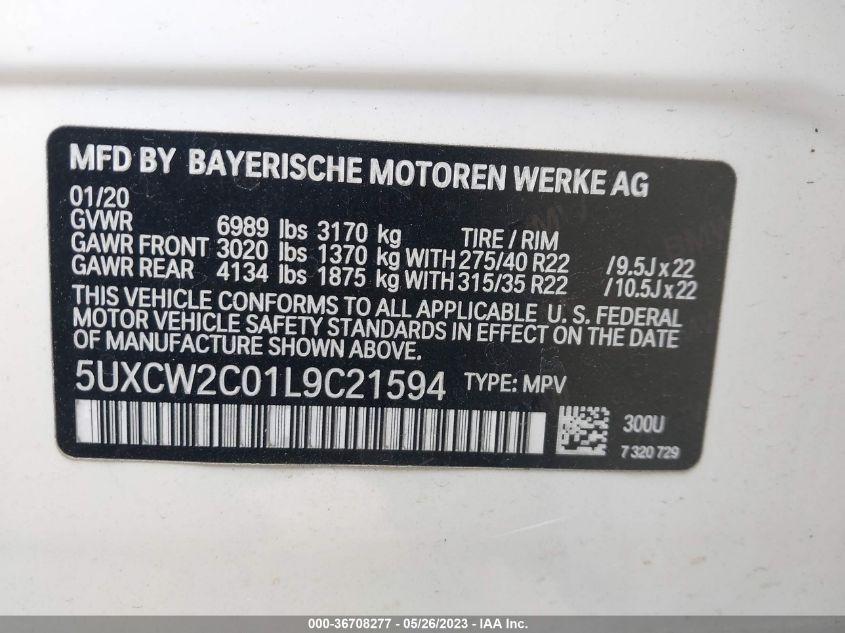 MFD BY BAYERISCHE MOTOREN WERKE AG
01/20
GVWR 6989 lbs 3170 kg TIRE / RIM
GAWR FRONT 3020 lbs 1370 kg WITH 275/40 R22 /9.5J x 22
GAWR REAR 4134 lbs 1875 kg WITH 315/35 R22 /10.5J x 22
THIS VEHICLE CONFORMS TO ALL APPLICABLE U. S. FEDERAL
MOTOR VEHICLE SAFETY STANDARDS IN EFFECT ON THE DATE
OF MANUFACTURE SHOWN ABOVE.
5UXCW2C01L9C21594 TYPE: MPV
300U
7 320 729
000-36708277 - 05/26/2023 - IAA Inc.